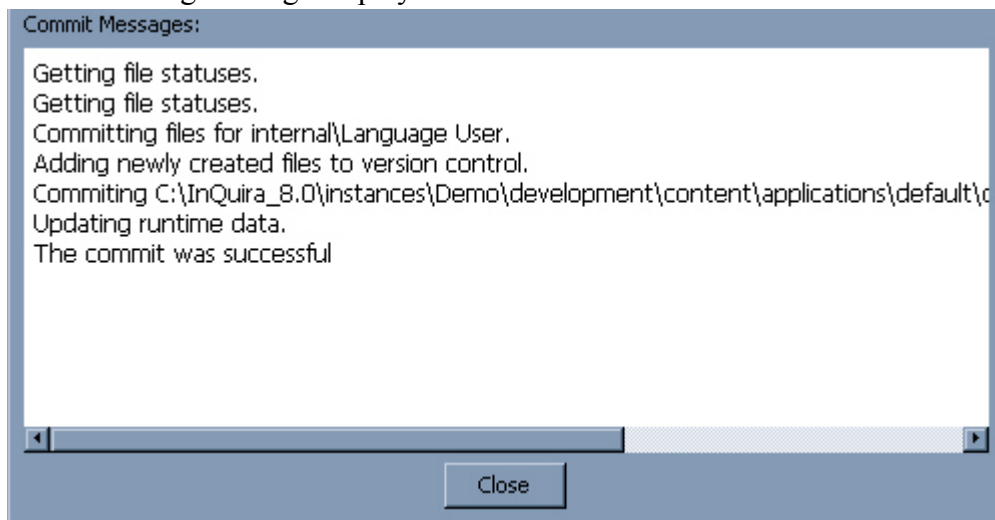 Commit Messages:
Getting file statuses.
Getting file statuses.
Committing files for internal\Language User.
Adding newly created files to version control.
Commiting C:\InQuira_8.0\instances\Demo\development\content\applications\default\
Updating runtime data.
The commit was successful
Close